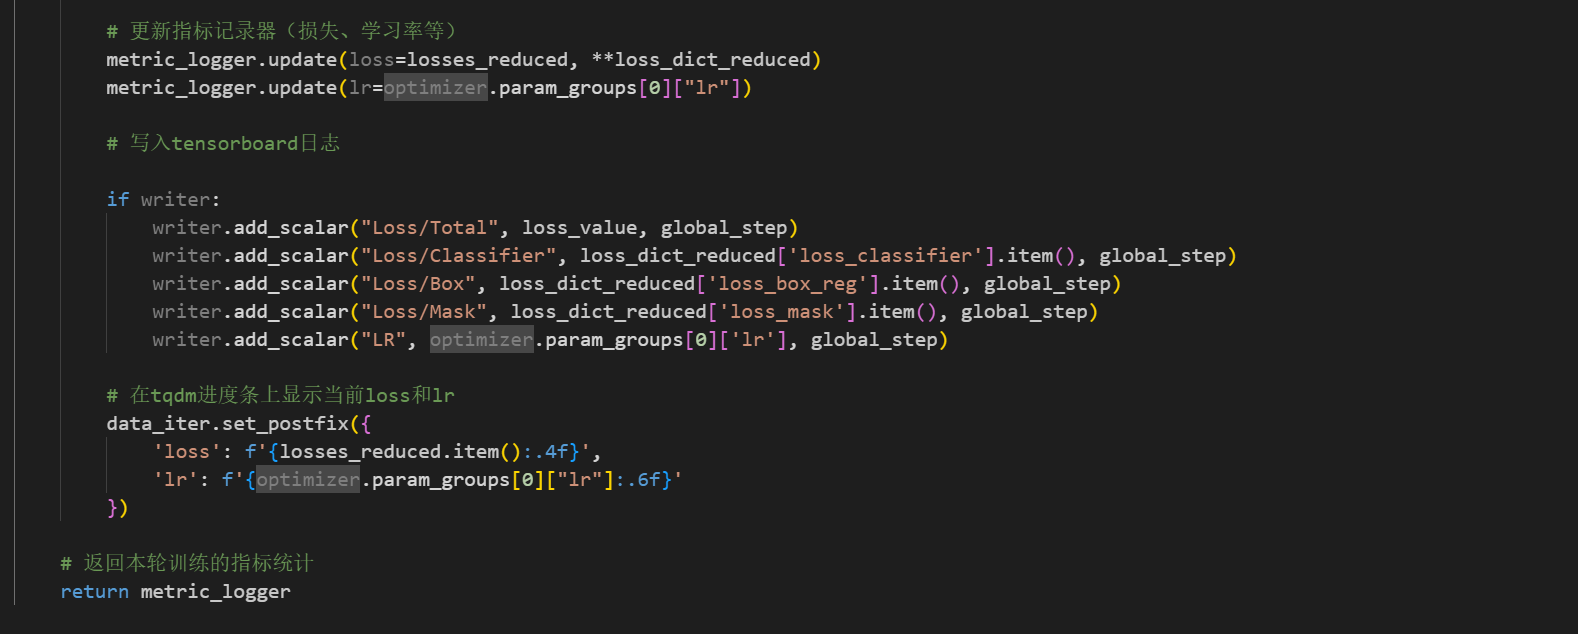 # 更新指标记录器（损失、学习率等）
metric_logger.update(loss=losses_reduced, **loss_dict_reduced)
metric_logger.update(lr=optimizer.param_groups[0]["lr"])
# 写入tensorboard日志
if writer:
writer.add_scalar("Loss/Total", loss_value, global_step)
writer.add_scalar("Loss/Classifier", loss_dict_reduced['loss_classifier'].item(), global_step)
writer.add_scalar("Loss/Box", loss_dict_reduced['loss_box_reg'].item(), global_step)
writer.add_scalar("Loss/Mask", loss_dict_reduced['loss_mask'].item(), global_step)
writer.add_scalar("LR", optimizer.param_groups[0]['lr'], global_step)
# 在tqdm进度条上显示当前loss和lr
data_iter.set_postfix({
'loss': f'{losses_reduced.item():.4f}',
'lr': f'{optimizer.param_groups[0]["lr"]:.6f}'
})
# 返回本轮训练的指标统计
return metric_logger